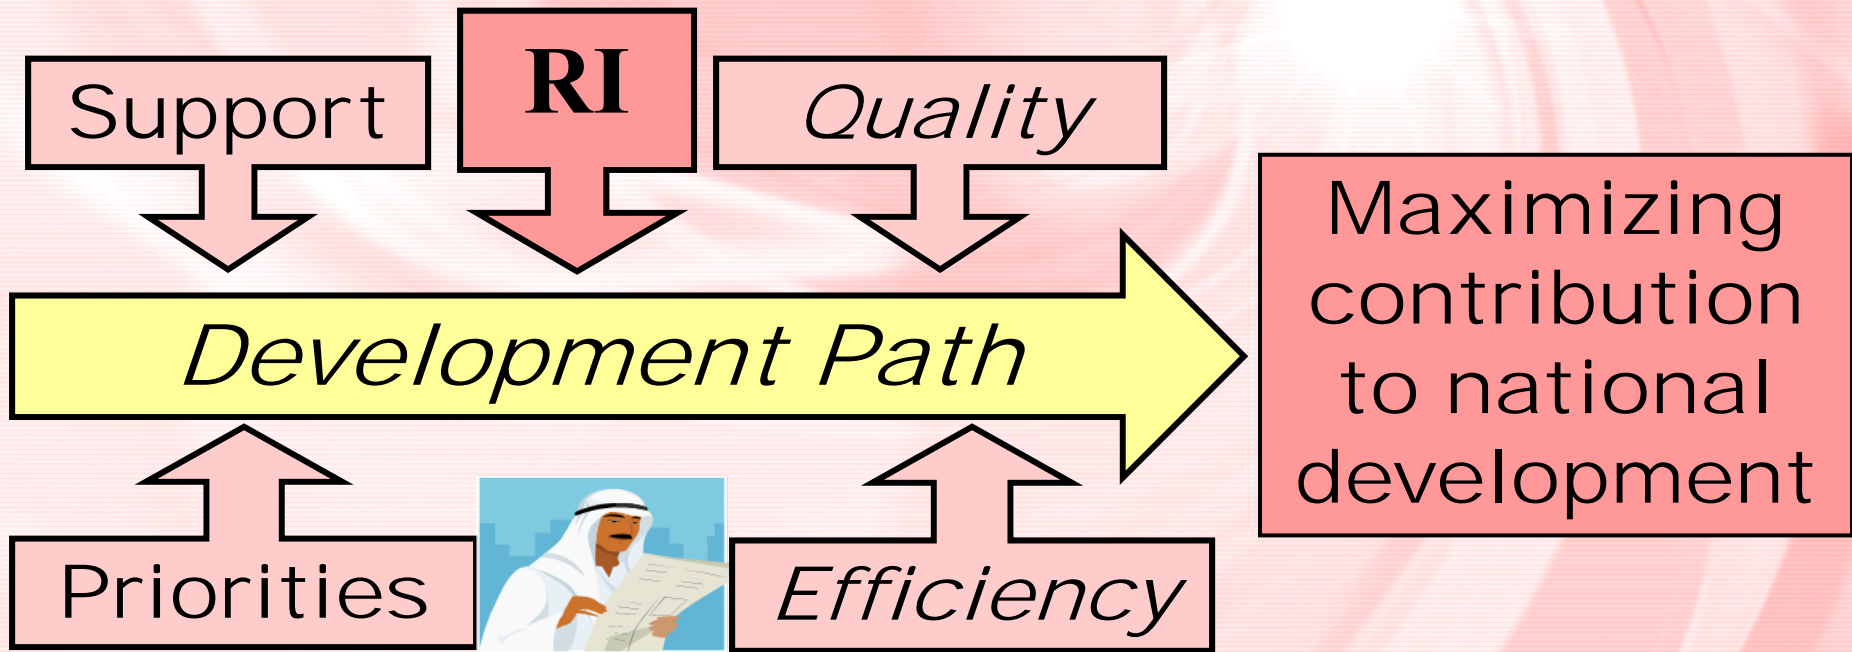 Support
RI
Quality
Development Path
Maximizing
contribution
to national
development
Priorities
Efficiency